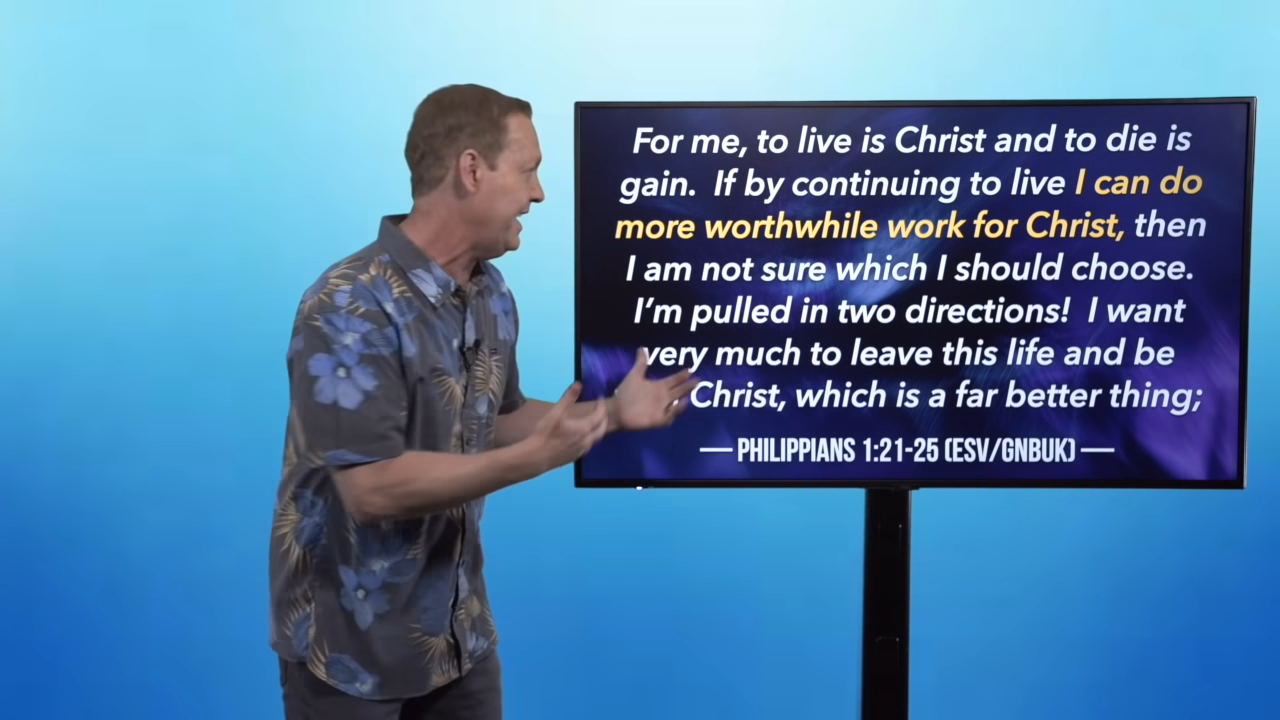 For me, to live is Christ and to die is
gain. If by continuing to live I can do
more worthwhile work for Christ, then
I am not sure which I should choose.
I'm pulled in two directions! I want
very much to leave this life and be
Christ, which is a far better thing;
— PHILIPPIANS 1:21-25 (ESV/GNBUK) —